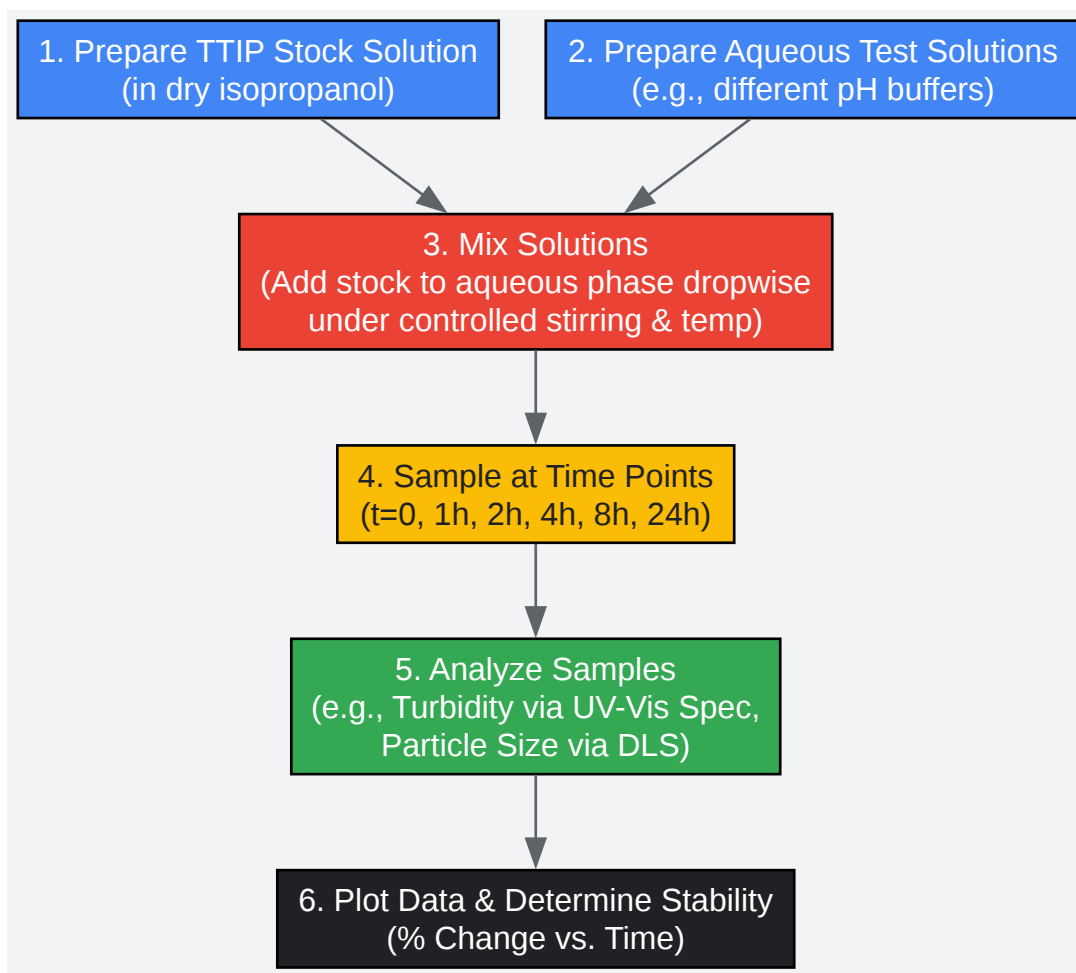 1. Prepare TTIP Stock Solution
(in dry isopropanol)
2. Prepare Aqueous Test Solutions
(e.g., different pH buffers)
3. Mix Solutions
(Add stock to aqueous phase dropwise
under controlled stirring & temp)
4. Sample at Time Points
(t=0, 1h, 2h, 4h, 8h, 24h)
5. Analyze Samples
(e.g., Turbidity via UV-Vis Spec,
Particle Size via DLS)
6. Plot Data & Determine Stability
(% Change vs. Time)